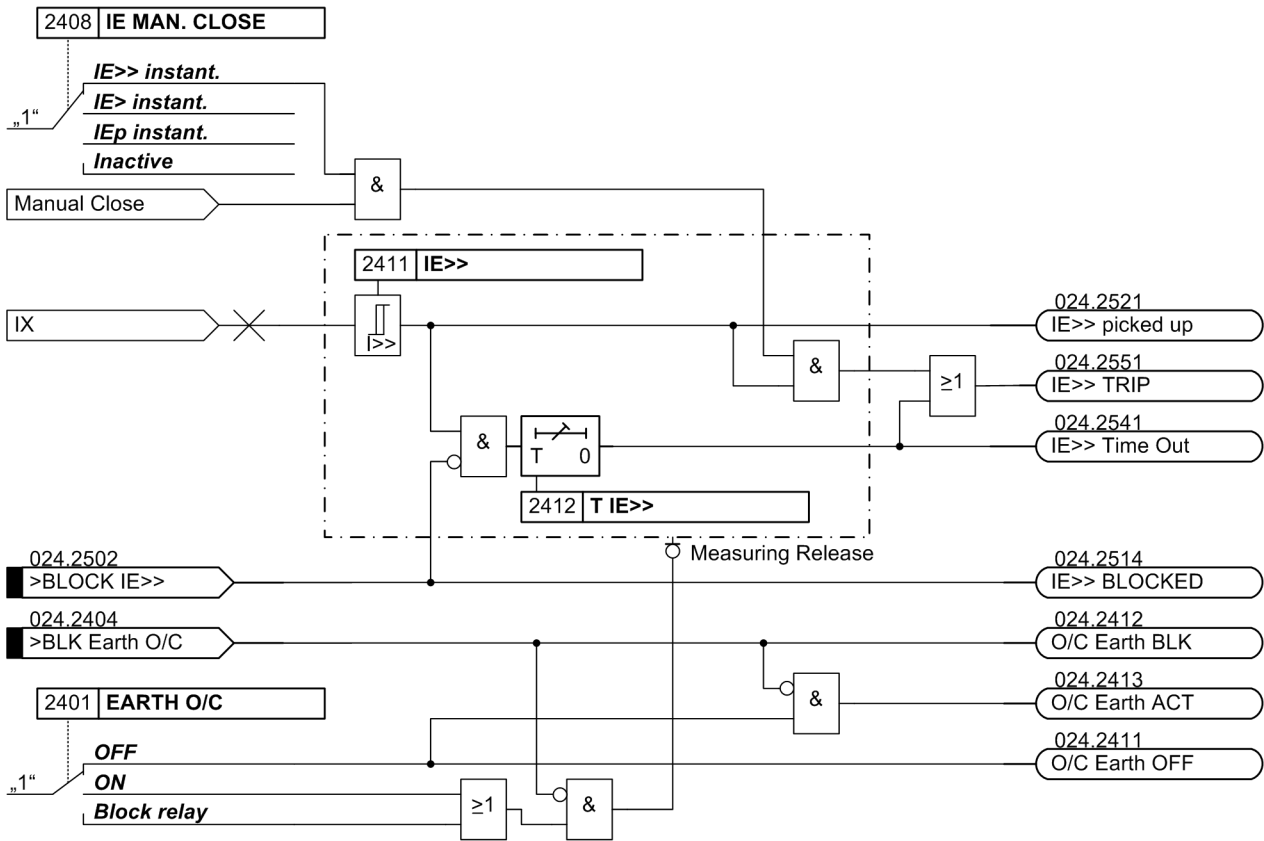 2408 IE MAN. CLOSE
IE>> instant.
IE> instant.
„1“
IEp instant.
Inactive
&
Manual Close
2411 IE>>
IX
I>>
024.2521
IE>> picked up
&
024.2551
≥1
IE>> TRIP
024.2541
&
T 0
IE>> Time Out
2412 T IE>>
Measuring Release
024.2502
>BLOCK IE>>
024.2514
IE>> BLOCKED
024.2404
>BLK Earth O/C
024.2412
O/C Earth BLK
024.2413
&
O/C Earth ACT
2401 EARTH O/C
024.2411
OFF
O/C Earth OFF
„1“
ON
Block relay
≥1
&